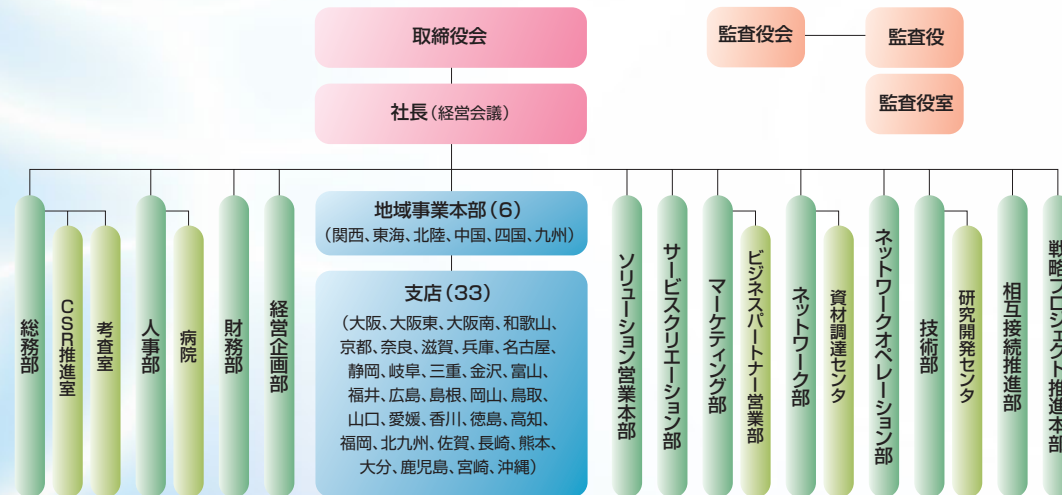 取締役会
監査役会
監査役
社長(経営会議)
監査役室
地域事業本部(6)
(関西、東海、北陸、中国、四国、九州)
支店(33)
(大阪、大阪東、大阪南、和歌山、
京都、奈良、滋賀、兵庫、名古屋、
静岡、岐阜、三重、金沢、富山、
福井、広島、島根、岡山、鳥取、
山口、愛媛、香川、徳島、高知、
福岡、北九州、佐賀、長崎、熊本、
大分、鹿児島、宮崎、沖縄)
総務部
CSR推進室
考査室
人事部
病院
財務部
経営企画部
ソリューション営業本部
サービスクリエーション部
マーケティング部
ビジネスパートナー営業部
ネットワーク部
資材調達センタ
ネットワークオペレーション部
技術部
研究開発センタ
相互接続推進部
戦略プロジェクト推進本部